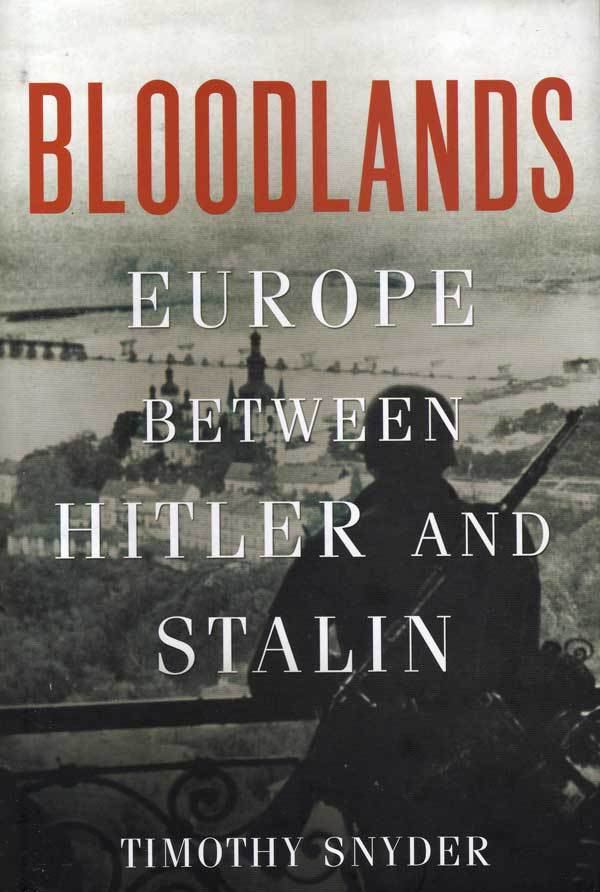 BLOODLANDS
EUROPE
BETWEEN
HITLER AND
STALIN
TIMOTHY SNYDER